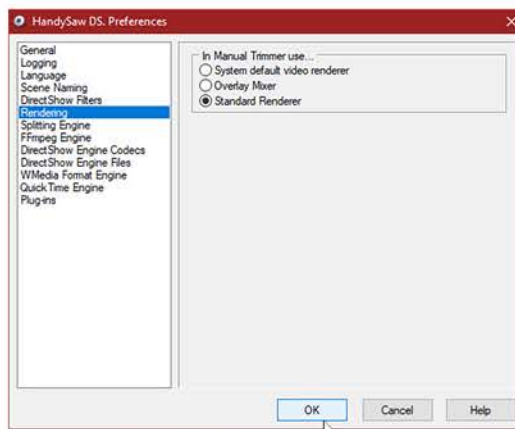 HandySaw DS. Preferences
General
Logging
Language
Scene Naming
DirectShow Filters
Rendering
Splitting Engine
FFmpeg Engine
DirectShow Engine Codecs
DirectShow Engine Files
WMedia Format Engine
QuickTime Engine
Plug-ins
In Manual Trimmer use...
System default video renderer
Overlay Mixer
Standard Renderer
OK
Cancel
Help